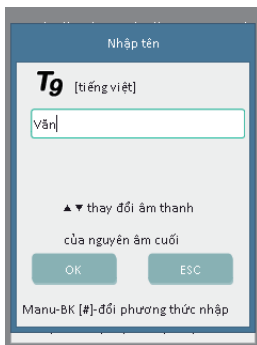 Nhập tên
T9 [tiếng việt]
Văn
▲▼ thay đổi âm thanh
của nguyên âm cuối
OK ESC
Manu-BK [#]-đổi phương thức nhập